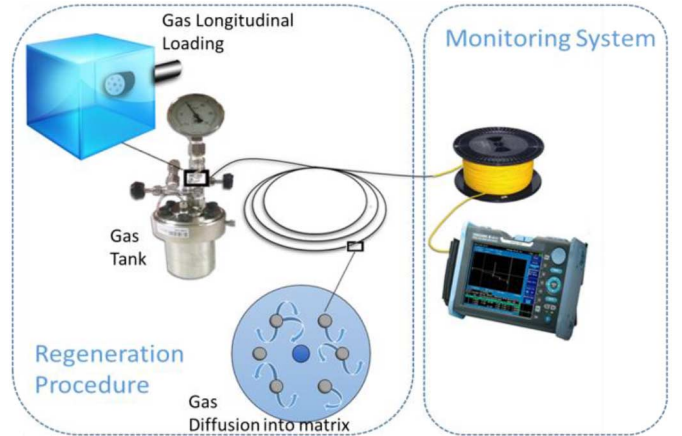 Gas Longitudinal
Loading
Monitoring System
Gas
Tank
Regeneration
Procedure
Gas
Diffusion into matrix